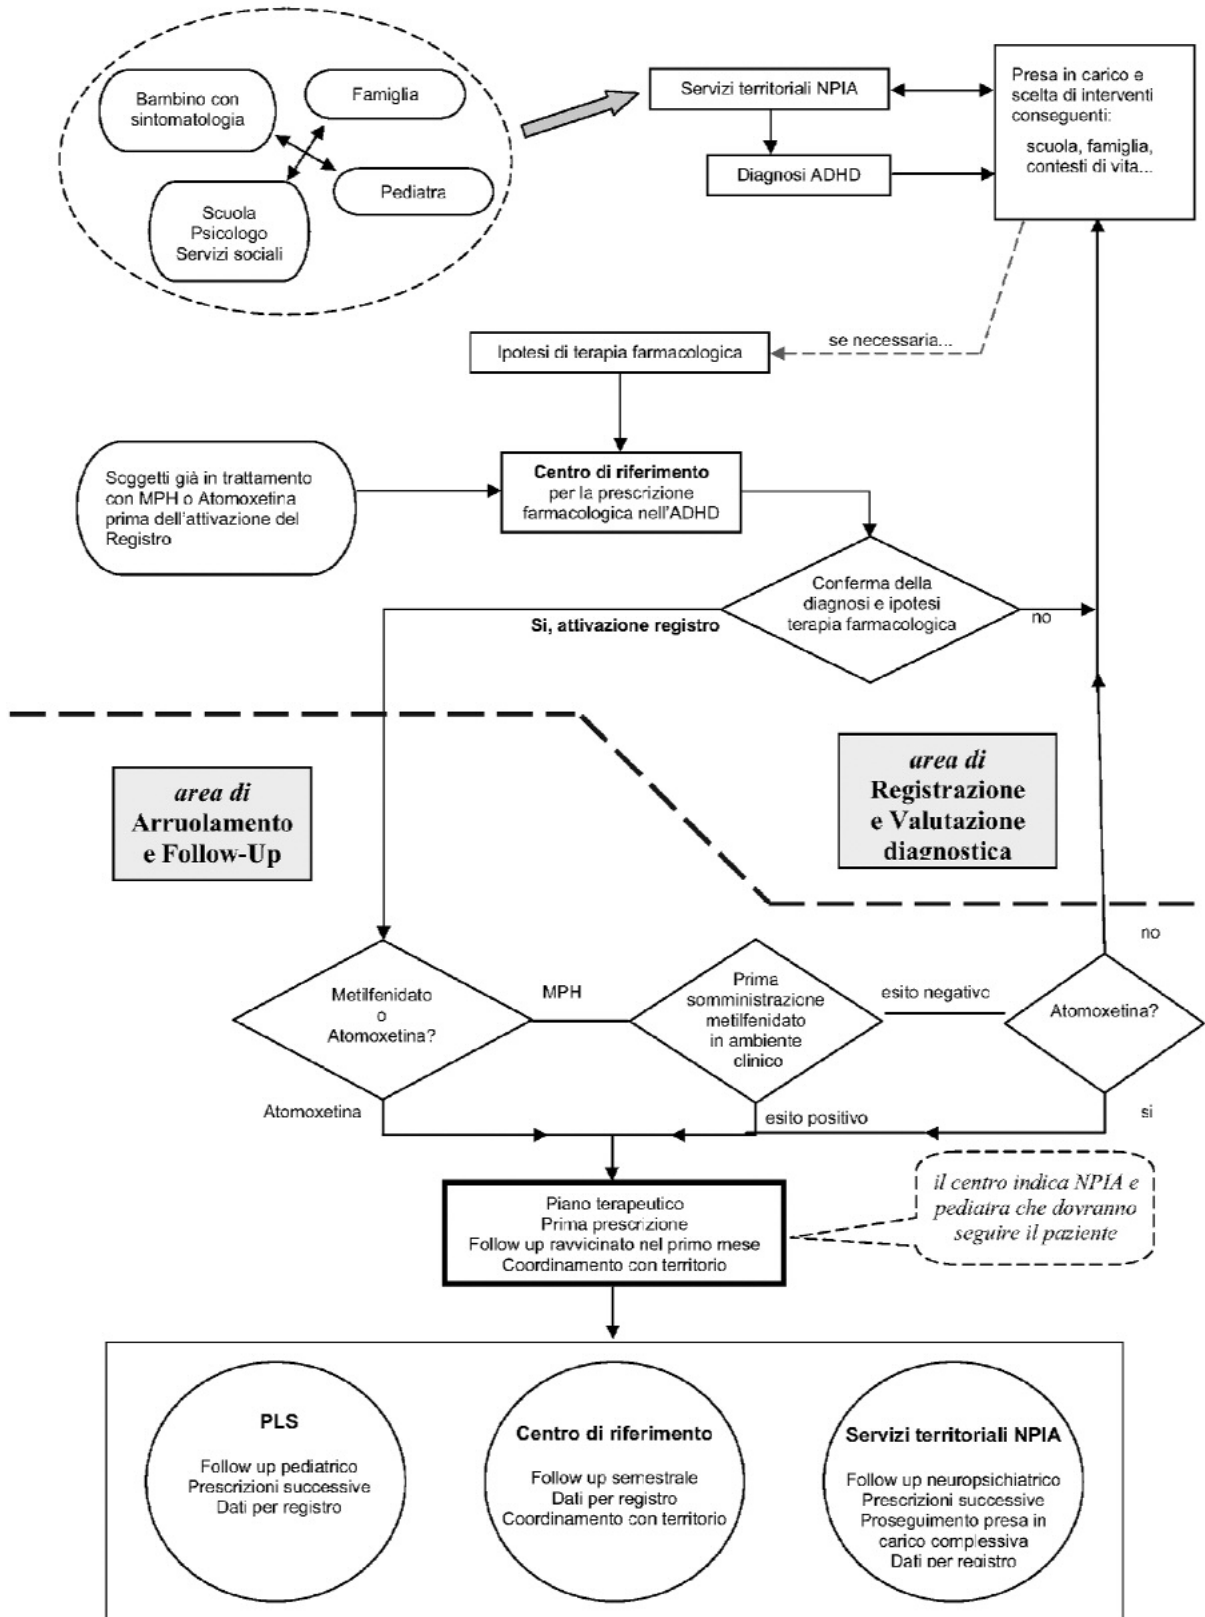 Bambino con
sintomatologia
Famiglia
Pediatra
Scuola
Psicologo
Servizi sociali
Servizi territoriali NPIA
Diagnosi ADHD
Presa in carico e
scelta di interventi
conseguenti:
scuola, famiglia,
contesti di vita...
se necessaria...
Ipotesi di terapia farmacologica
Soggetti già in trattamento
con MPH o Atomoxetina
prima dell'attivazione del
Registro
Centro di riferimento
per la prescrizione
farmacologica nell'ADHD
Conferma della
diagnosi e ipotesi
terapia farmacologica
Si, attivazione registro
no
area di
Arruolamento
e Follow-Up
area di
Registrazione
e Valutazione
diagnostica
no
Metilfenidato
o
Atomoxetina?
MPH
Prima
somministrazione
metilfenidato
in ambiente
clinico
esito negativo
Atomoxetina?
Atomoxetina
esito positivo
si
Piano terapeutico
Prima prescrizione
Follow up ravvicinato nel primo mese
Coordinamento con territorio
il centro indica NPIA e
pediatra che dovranno
seguire il paziente
PLS
Follow up pediatrico
Prescrizioni successive
Dati per registro
Centro di riferimento
Follow up semestrale
Dati per registro
Coordinamento con territorio
Servizi territoriali NPIA
Follow up neuropsichiatrico
Prescrizioni successive
Proseguimento presa in
carico complessiva
Dati per registro